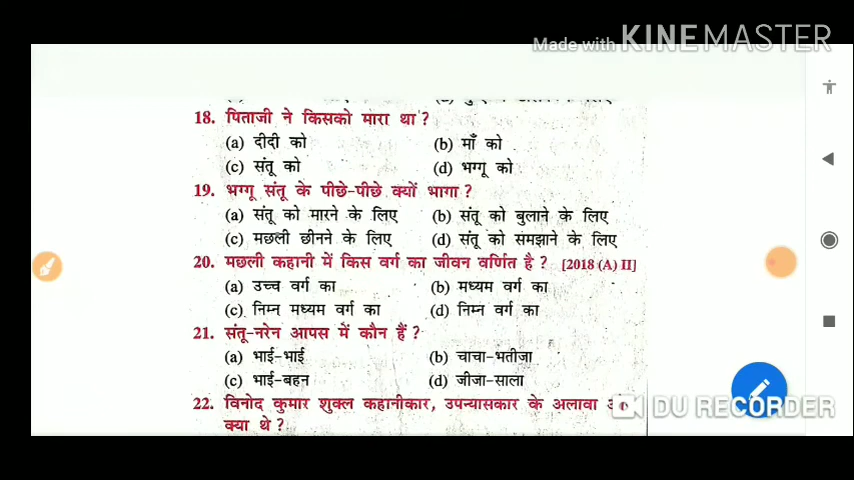 Made with KINEMASTER
18. पिताजी ने किसको मारा था ?
(a) दीदी को (b) माँ को
(c) संतू को (d) भग्गू को
19. भग्गू संतू के पीछे-पीछे क्यों भागा ?
(a) संतू को मारने के लिए (b) संतू को बुलाने के लिए
(c) मछली छीनने के लिए (d) संतू को समझाने के लिए
20. मछली कहानी में किस वर्ग का जीवन वर्णित है ? [2018 (A) II]
(a) उच्च वर्ग का (b) मध्यम वर्ग का
(c) निम्न मध्यम वर्ग का (d) निम्न वर्ग का
21. संतू-नरेन आपस में कौन हैं ?
(a) भाई-भाई (b) चाचा-भतीजा
(c) भाई-बहन (d) जीजा-साला
22. विनोद कुमार शुक्ल कहानीकार, उपन्यासकार के अलावा
क्या थे ?
DU RECORDER